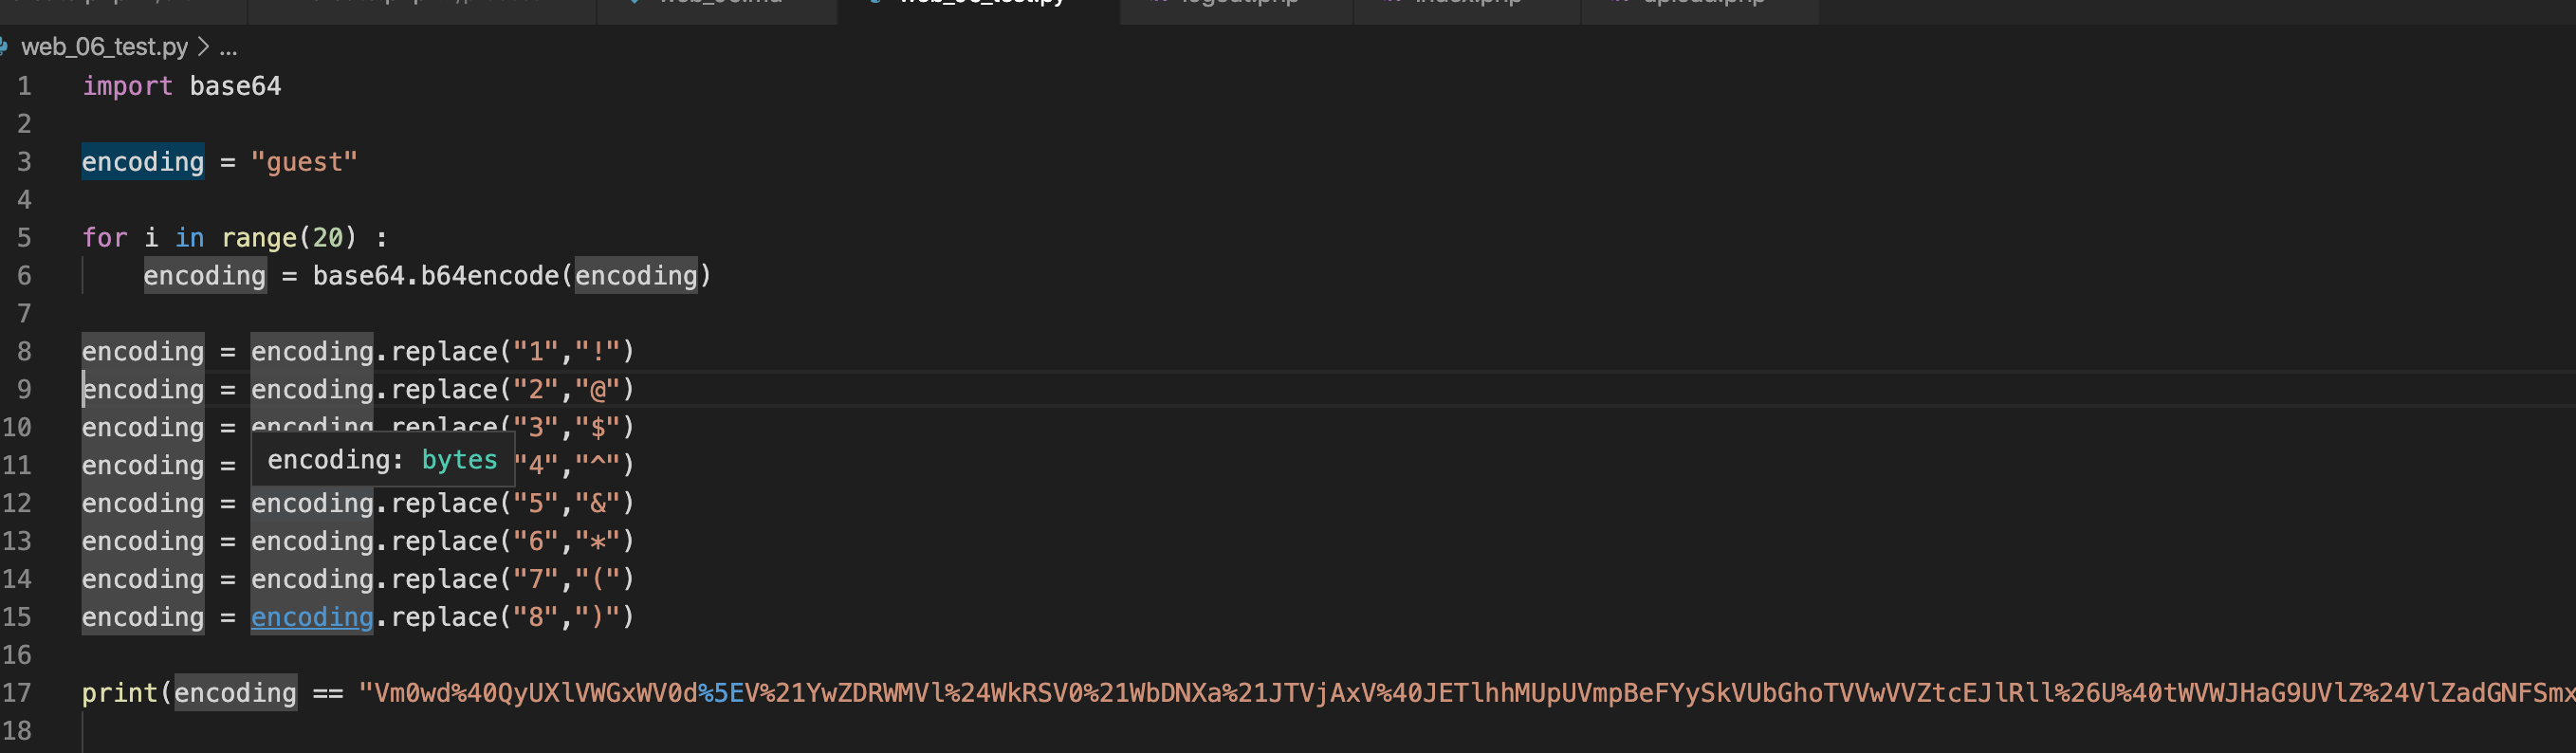 web_06_test.py > ...
1 import base64
2
3 encoding = "guest"
4
5 for i in range(20) :
6 encoding = base64.b64encode(encoding)
7
8 encoding = encoding.replace("1","!")
9 encoding = encoding.replace("2","@")
10 encoding = encoding.replace("3","$")
11 encoding = "4","^")
encoding: bytes
12 encoding = encoding.replace("5","&")
13 encoding = encoding.replace("6","*")
14 encoding = encoding.replace("7","(")
15 encoding = encoding.replace("8",")")
16
17 print(encoding == "Vm0wd%40QyUXlVWGxWV0d%5EV%21YwZDRWMVl%24WkRSV0%21WbDNXa%21JTVjAxV%40JETlhhMUpUVmpBeFYySkVUbGhoTVVwVVZtcEJlRll%26U%40tWVWJHaG9UVlZ%24VlZadGNFSmx
18